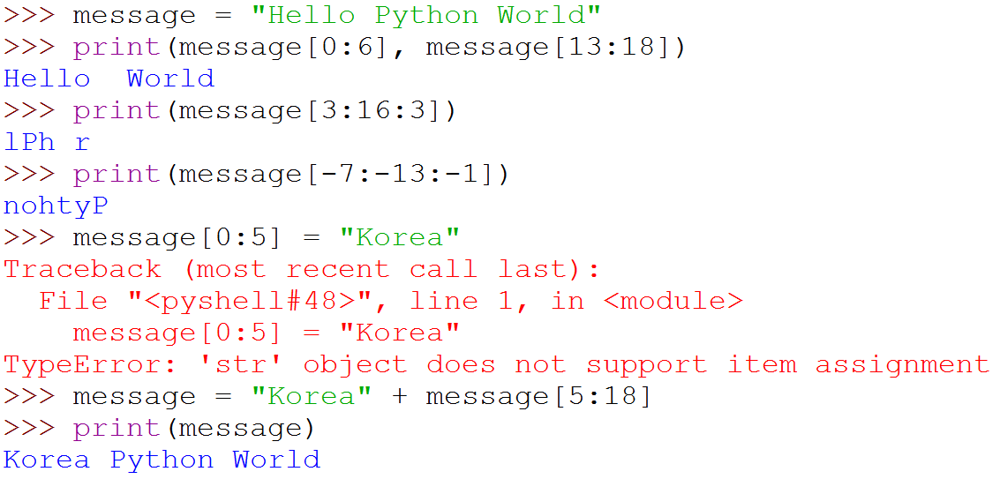 >>> message = "Hello Python World"
>>> print(message[0:6], message[13:18])
Hello  World
>>> print(message[3:16:3])
lPh r
>>> print(message[-7:-13:-1])
nohtyP
>>> message[0:5] = "Korea"
Traceback (most recent call last):
  File "<pyshell#48>", line 1, in <module>
    message[0:5] = "Korea"
TypeError: 'str' object does not support item assignment
>>> message = "Korea" + message[5:18]
>>> print(message)
Korea Python World